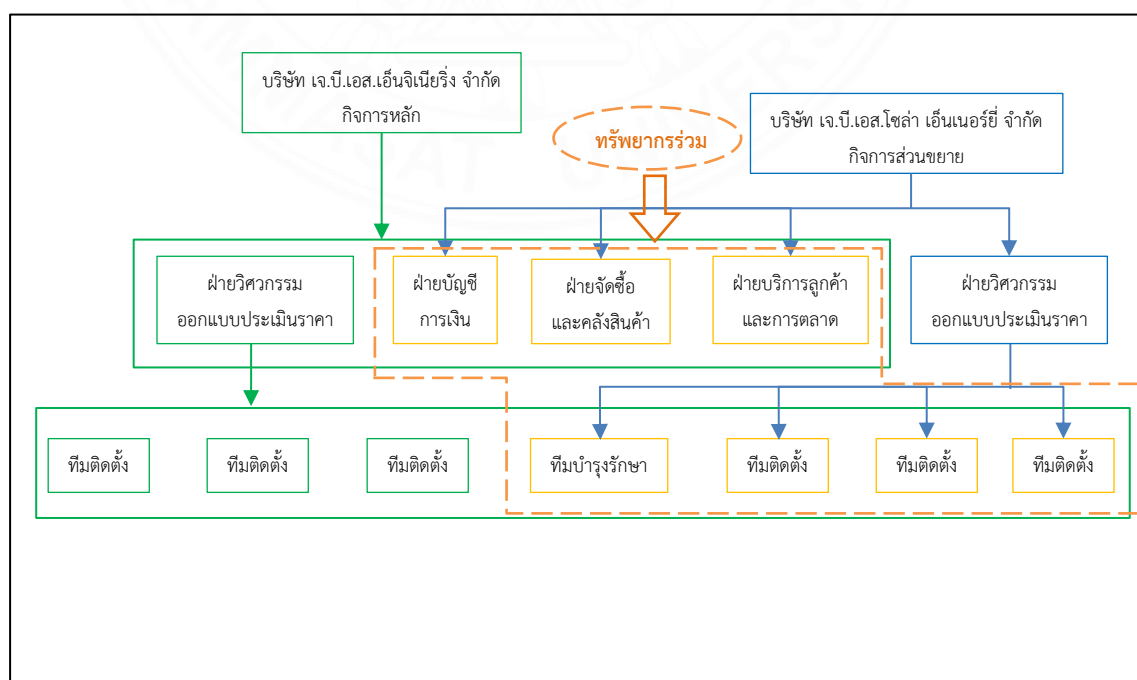 บริษัท เจ.บี.เอส.เอ็นจิเนียริ่ง จำกัด
กิจการหลัก
ทรัพยากรร่วม
บริษัท เจ.บี.เอส.โซล่า เอ็นเนอร์ยี่ จำกัด
กิจการส่วนขยาย
ฝ่ายวิศวกรรม
ออกแบบประเมินราคา
ฝ่ายบัญชี
การเงิน
ฝ่ายจัดซื้อ
และคลังสินค้า
ฝ่ายบริการลูกค้า
และการตลาด
ฝ่ายวิศวกรรม
ออกแบบประเมินราคา
ทีมติดตั้ง
ทีมติดตั้ง
ทีมติดตั้ง
ทีมบำรุงรักษา
ทีมติดตั้ง
ทีมติดตั้ง
ทีมติดตั้ง